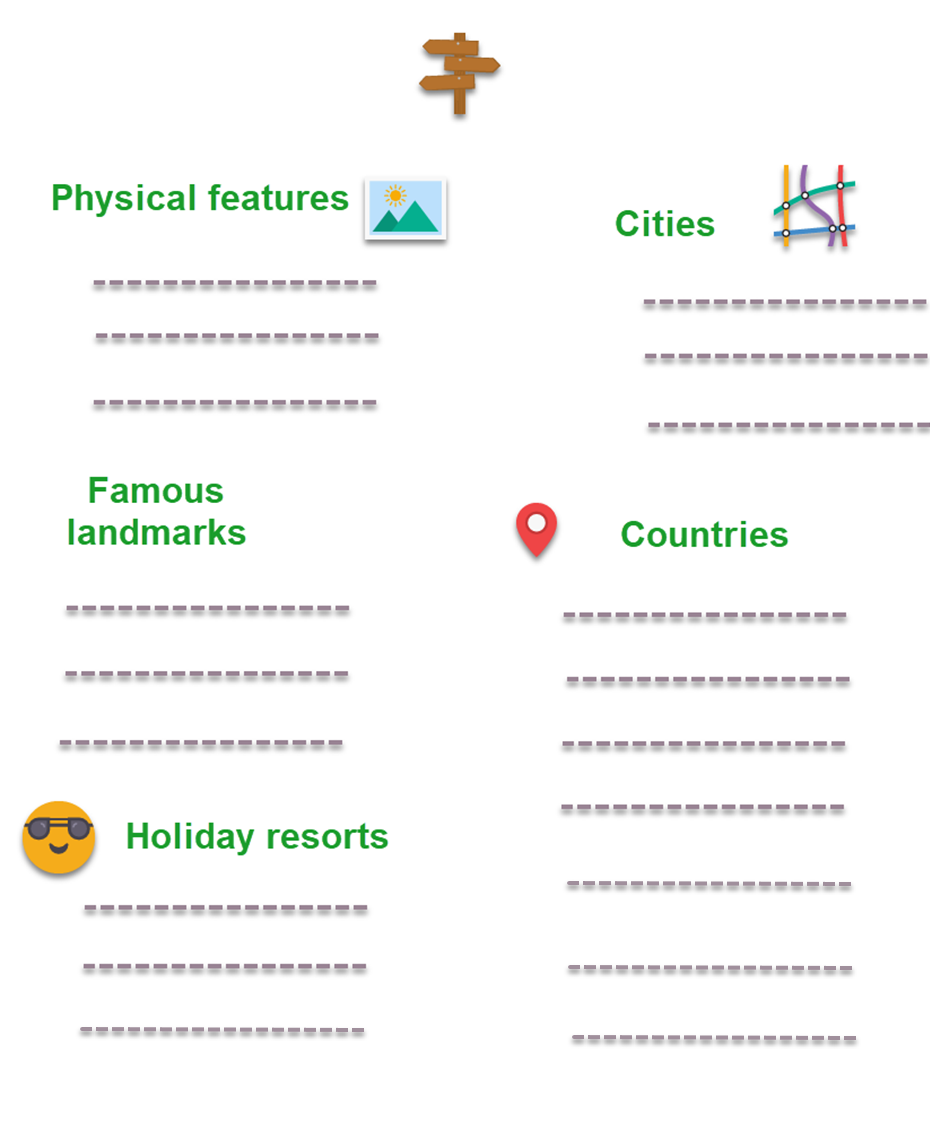 Physical features
Cities
Famous
landmarks
Countries
Holiday resorts